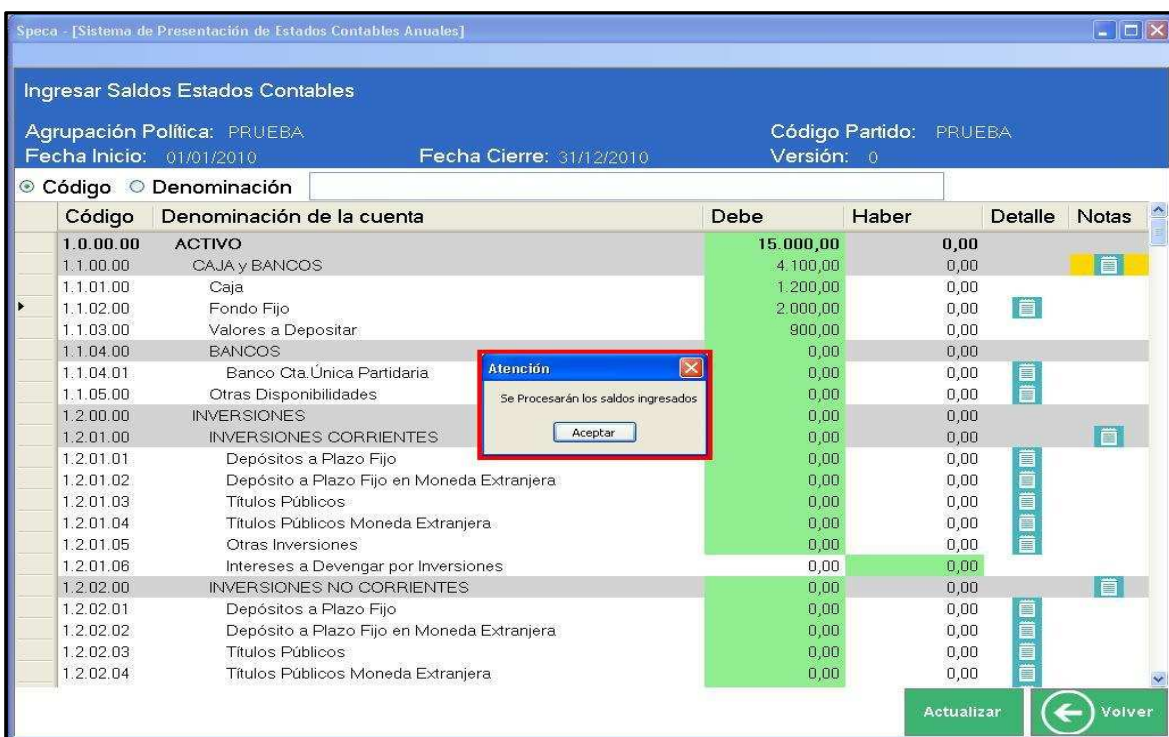 Speca - [Sistema de Presentación de Estados Contables Anuales]
Ingresar Saldos Estados Contables
Agrupación Política: PRUEBA Código Partido: PRUEBA
Fecha Inicio: 01/01/2010 Fecha Cierre: 31/12/2010 Versión: 0
Código Denominación
Código Denominación de la cuenta Debe Haber Detalle Notas
1.0.00.00 ACTIVO 15.000,00 0,00
1.1.00.00 CAJA y BANCOS 4.100,00 0,00
1.1.01.00 Caja 1.200,00 0,00
1.1.02.00 Fondo Fijo 2.000,00 0,00
1.1.03.00 Valores a Depositar 900,00 0,00
1.1.04.00 BANCOS 0,00 0,00
1.1.04.01 Banco Cta.Única Partidaria 0,00 0,00
1.1.05.00 Otras Disponibilidades 0,00 0,00
1.2.00.00 INVERSIONES 0,00 0,00
1.2.01.00 INVERSIONES CORRIENTES 0,00 0,00
1.2.01.01 Depósitos a Plazo Fijo 0,00 0,00
1.2.01.02 Depósito a Plazo Fijo en Moneda Extranjera 0,00 0,00
1.2.01.03 Títulos Públicos 0,00 0,00
1.2.01.04 Títulos Públicos Moneda Extranjera 0,00 0,00
1.2.01.05 Otras Inversiones 0,00 0,00
1.2.01.06 Intereses a Devengar por Inversiones 0,00 0,00
1.2.02.00 INVERSIONES NO CORRIENTES 0,00 0,00
1.2.02.01 Depósitos a Plazo Fijo 0,00 0,00
1.2.02.02 Depósito a Plazo Fijo en Moneda Extranjera 0,00 0,00
1.2.02.03 Títulos Públicos 0,00 0,00
1.2.02.04 Títulos Públicos Moneda Extranjera 0,00 0,00
Atención
Se Procesarán los saldos ingresados
Aceptar
Actualizar Volver